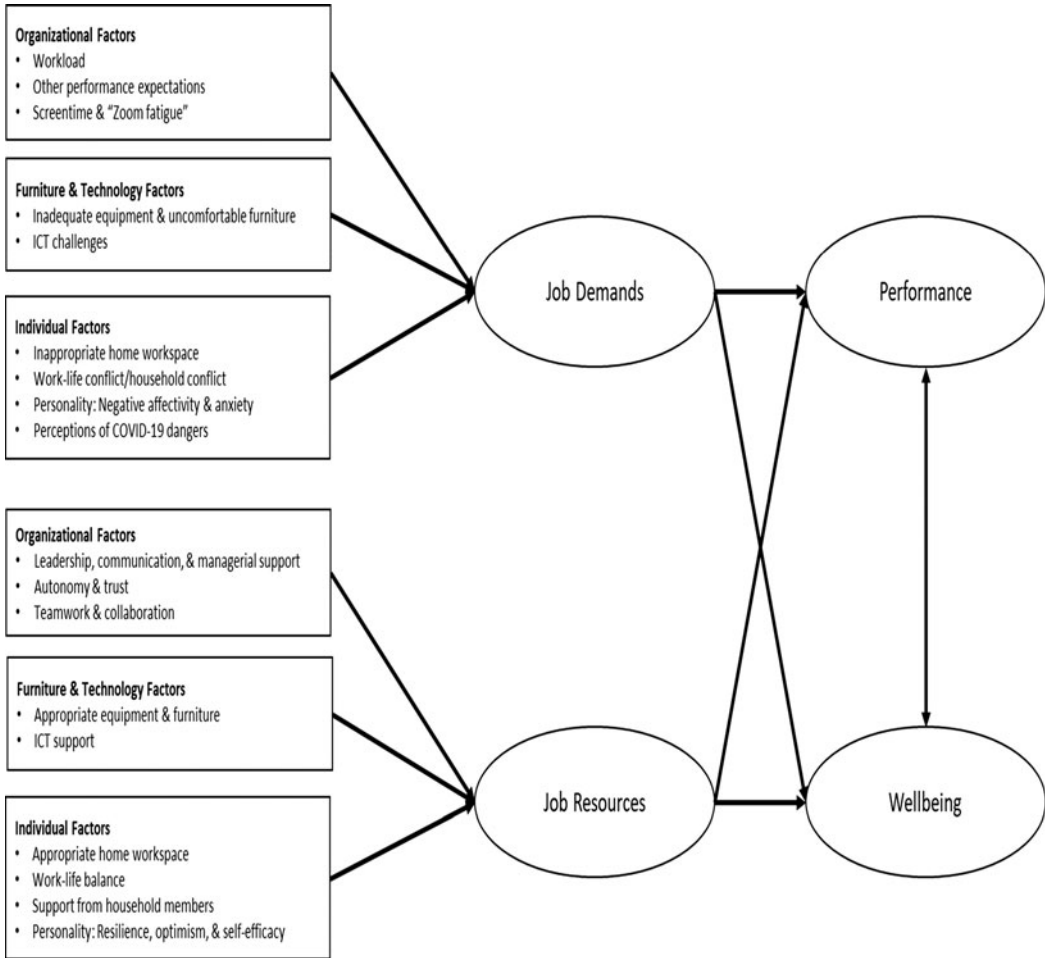 Organizational Factors
• Workload
• Other performance expectations
• Screentime & “Zoom fatigue”
Furniture & Technology Factors
• Inadequate equipment & uncomfortable furniture
• ICT challenges
Individual Factors
• Inappropriate home workspace
• Work-life conflict/household conflict
• Personality: Negative affectivity & anxiety
• Perceptions of COVID-19 dangers
Job Demands
Performance
Organizational Factors
• Leadership, communication, & managerial support
• Autonomy & trust
• Teamwork & collaboration
Furniture & Technology Factors
• Appropriate equipment & furniture
• ICT support
Individual Factors
• Appropriate home workspace
• Work-life balance
• Support from household members
• Personality: Resilience, optimism, & self-efficacy
Job Resources
Wellbeing